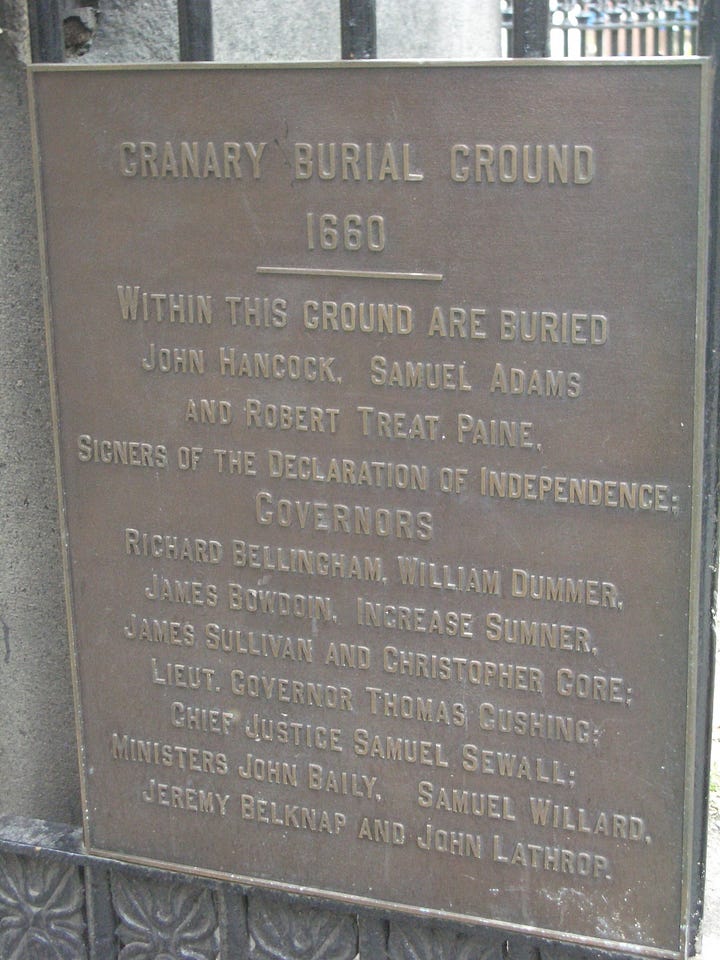 GRANARY BURIAL GROUND
1660
WITHIN THIS GROUND ARE BURIED
JOHN HANCOCK, SAMUEL ADAMS
AND ROBERT TREAT PAINE,
SIGNERS OF THE DECLARATION OF INDEPENDENCE;
GOVERNORS
RICHARD BELLINGHAM, WILLIAM DUMMER,
JAMES BOWDOIN, INCREASE SUMNER,
JAMES SULLIVAN AND CHRISTOPHER GORE;
LIEUT. GOVERNOR THOMAS CUSHING;
CHIEF JUSTICE SAMUEL SEWALL;
MINISTERS JOHN BAILY, SAMUEL WILLARD,
JEREMY BELKNAP AND JOHN LATHROP.